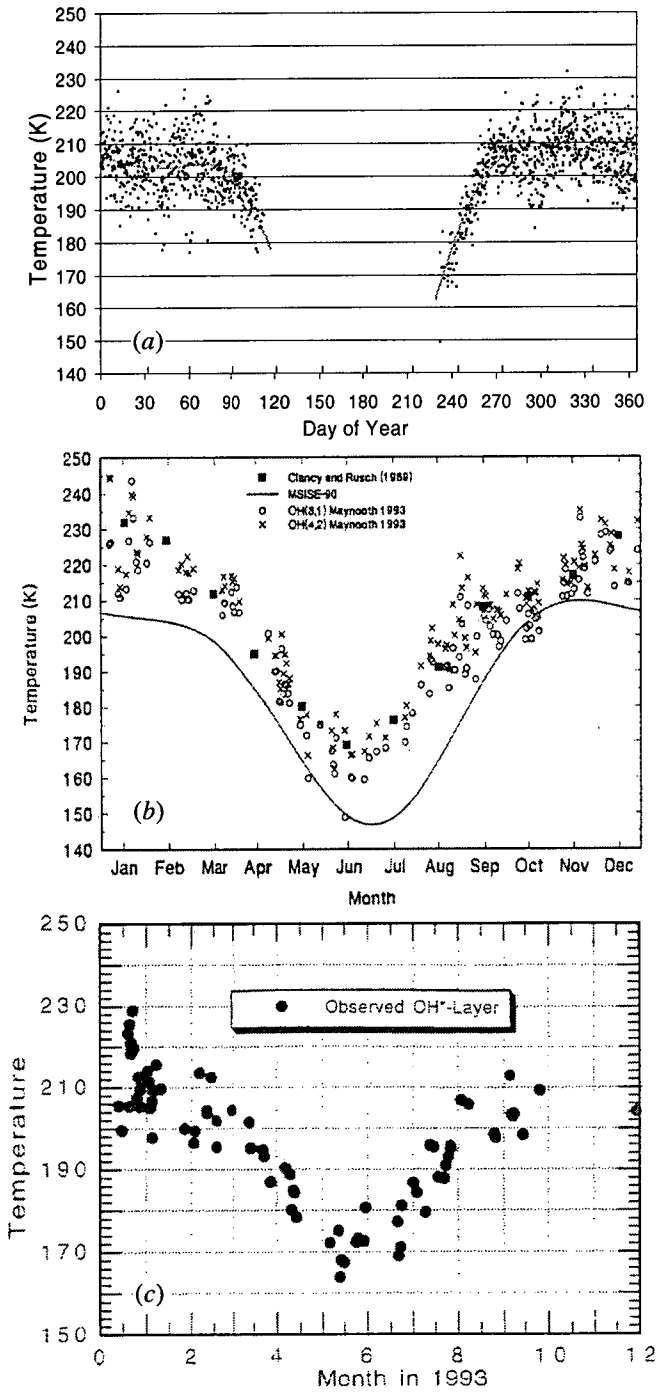 250
240
230
220
210
200
190
180
170
160
150
140
Temperature (K)
(a)
0 30 60 90 120 150 180 210 240 270 300 330 360
Day of Year
250
240
230
220
210
200
190
180
170
160
150
140
Temperature (K)
Clancy and Rusch (1989)
MSISE-90
OH(3,1) Maynooth 1993
OH(4,2) Maynooth 1993
(b)
Jan Feb Mar Apr May Jun Jul Aug Sep Oct Nov Dec
Month
250
230
210
190
170
150
Temperature
Observed OH*-Layer
(c)
0 2 4 6 8 10 12
Month in 1993